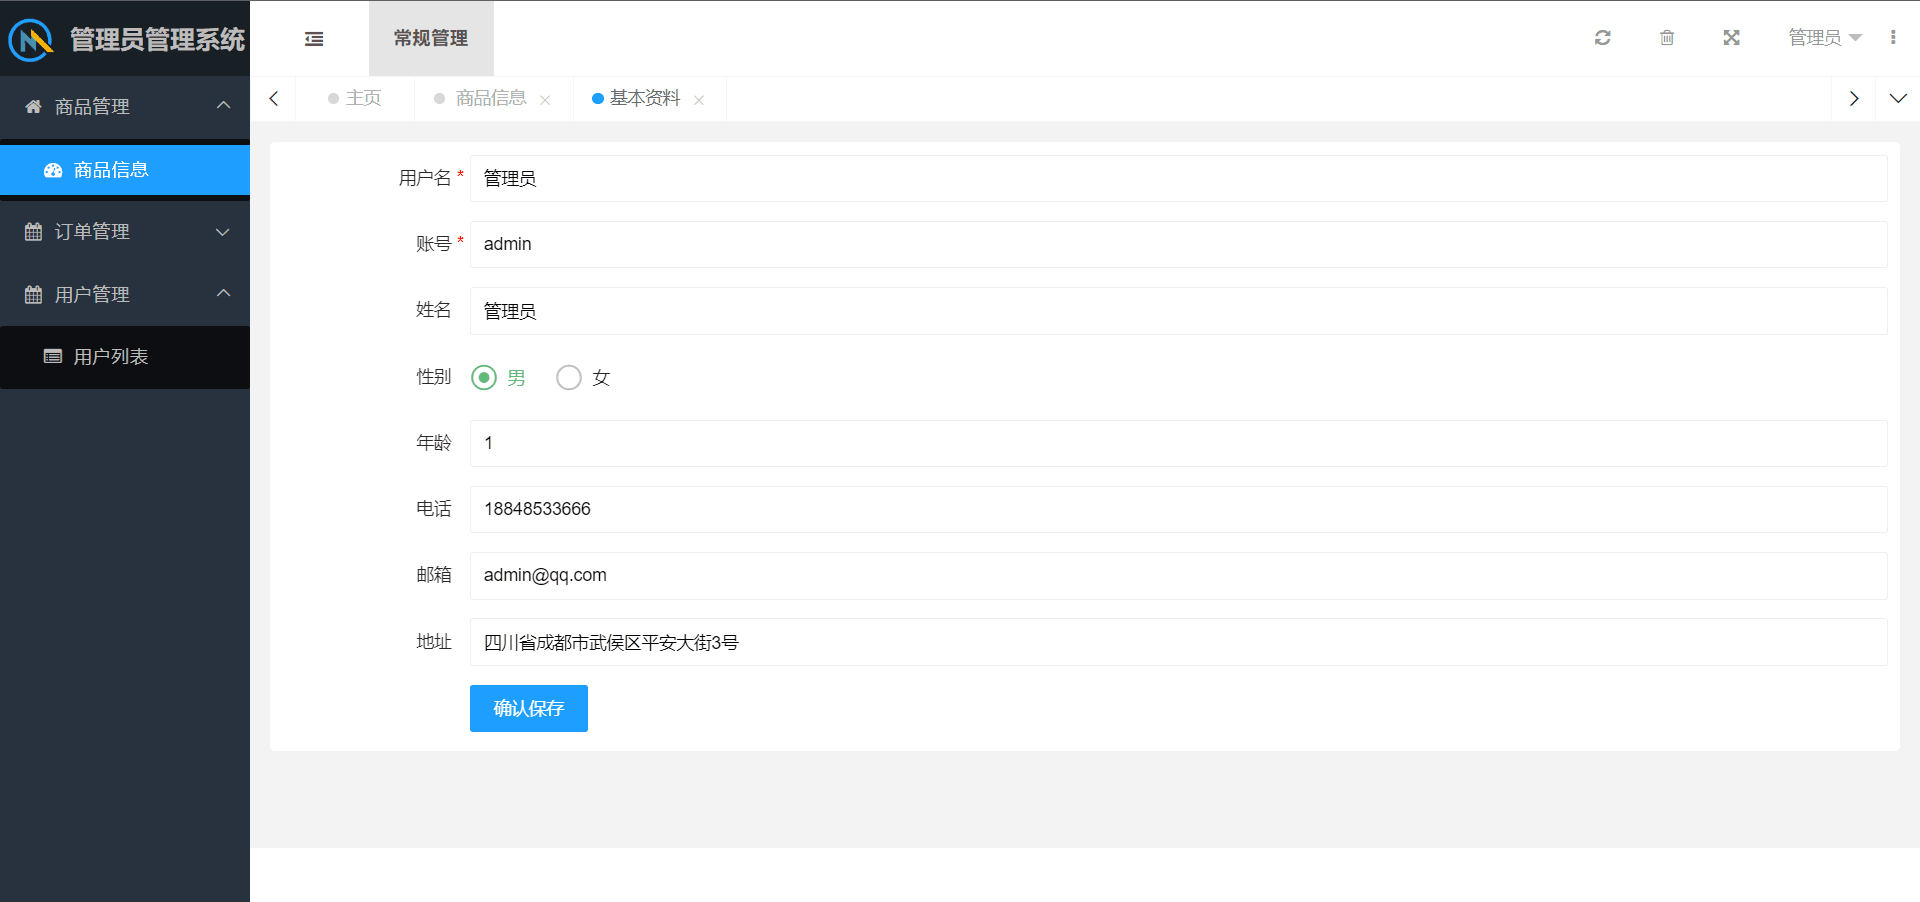 管理员管理系统
常规管理
管理员
商品管理
商品信息
订单管理
用户管理
用户列表
主页
商品信息
基本资料
用户名 * 管理员
账号 * admin
姓名 管理员
性别 男 女
年龄 1
电话 18848533666
邮箱 admin@qq.com
地址 四川省成都市武侯区平安大街3号
确认保存